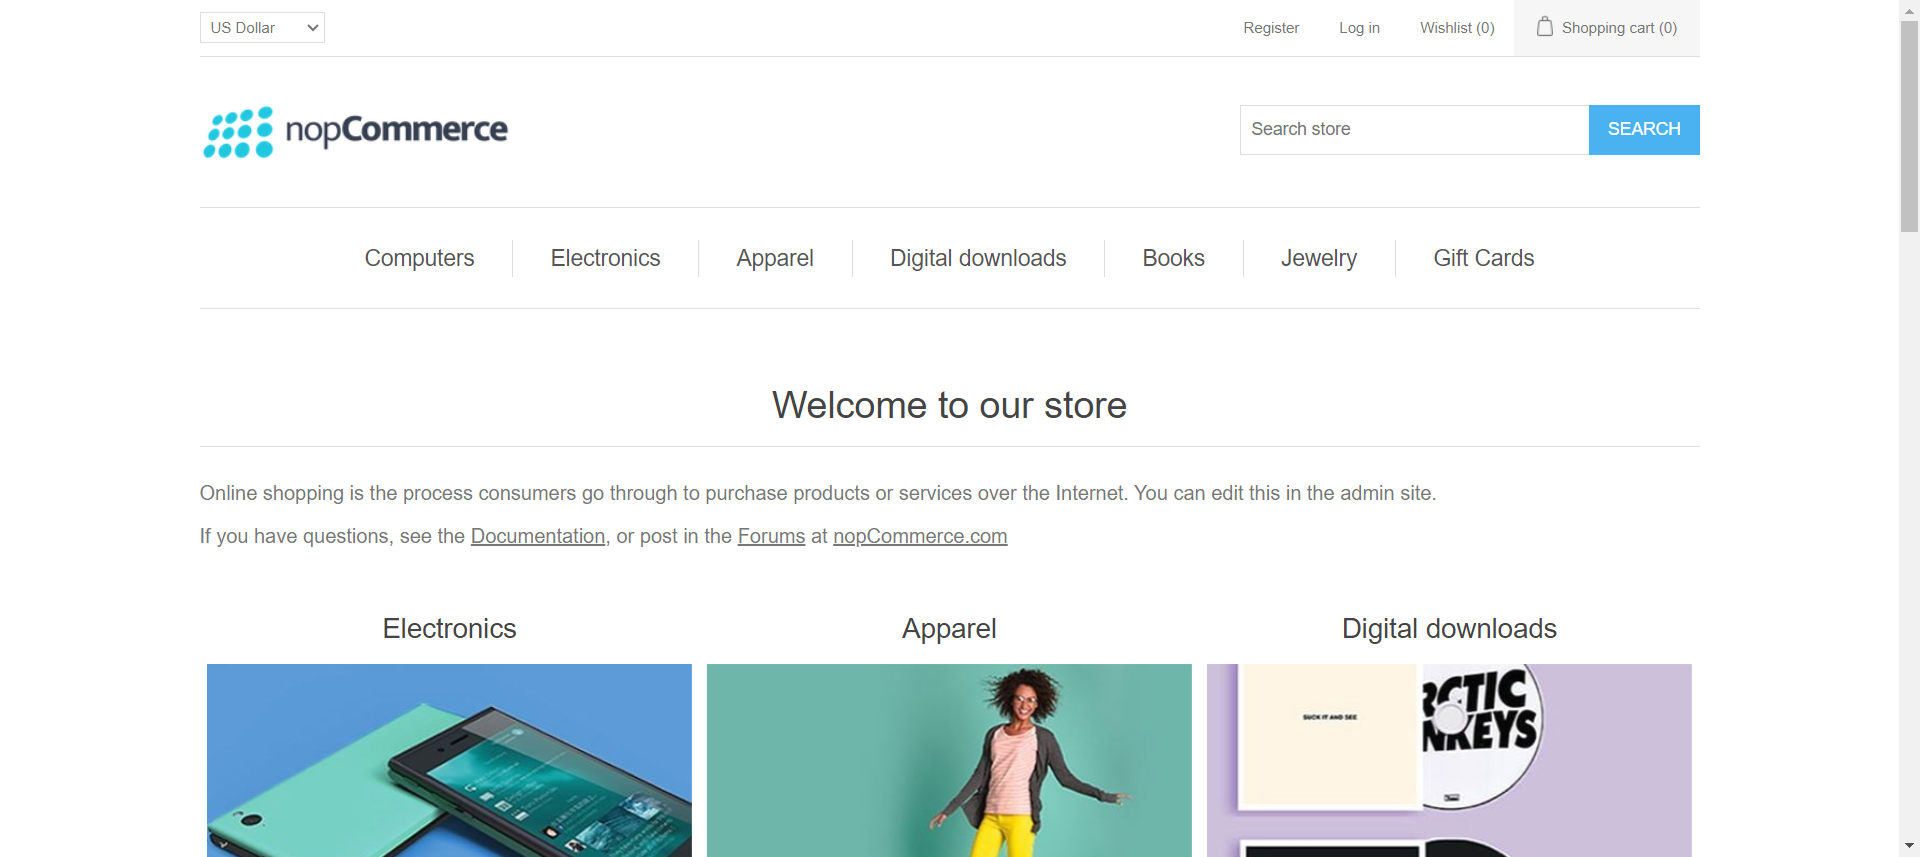 US Dollar
Register
Log in
Wishlist (0)
Shopping cart (0)
nopCommerce
Search store
SEARCH
Computers
Electronics
Apparel
Digital downloads
Books
Jewelry
Gift Cards
Welcome to our store
Online shopping is the process consumers go through to purchase products or services over the Internet. You can edit this in the admin site.
If you have questions, see the Documentation, or post in the Forums at nopCommerce.com
Electronics
Apparel
Digital downloads
SUCK IT AND SEE
RCTIC
NKEYS